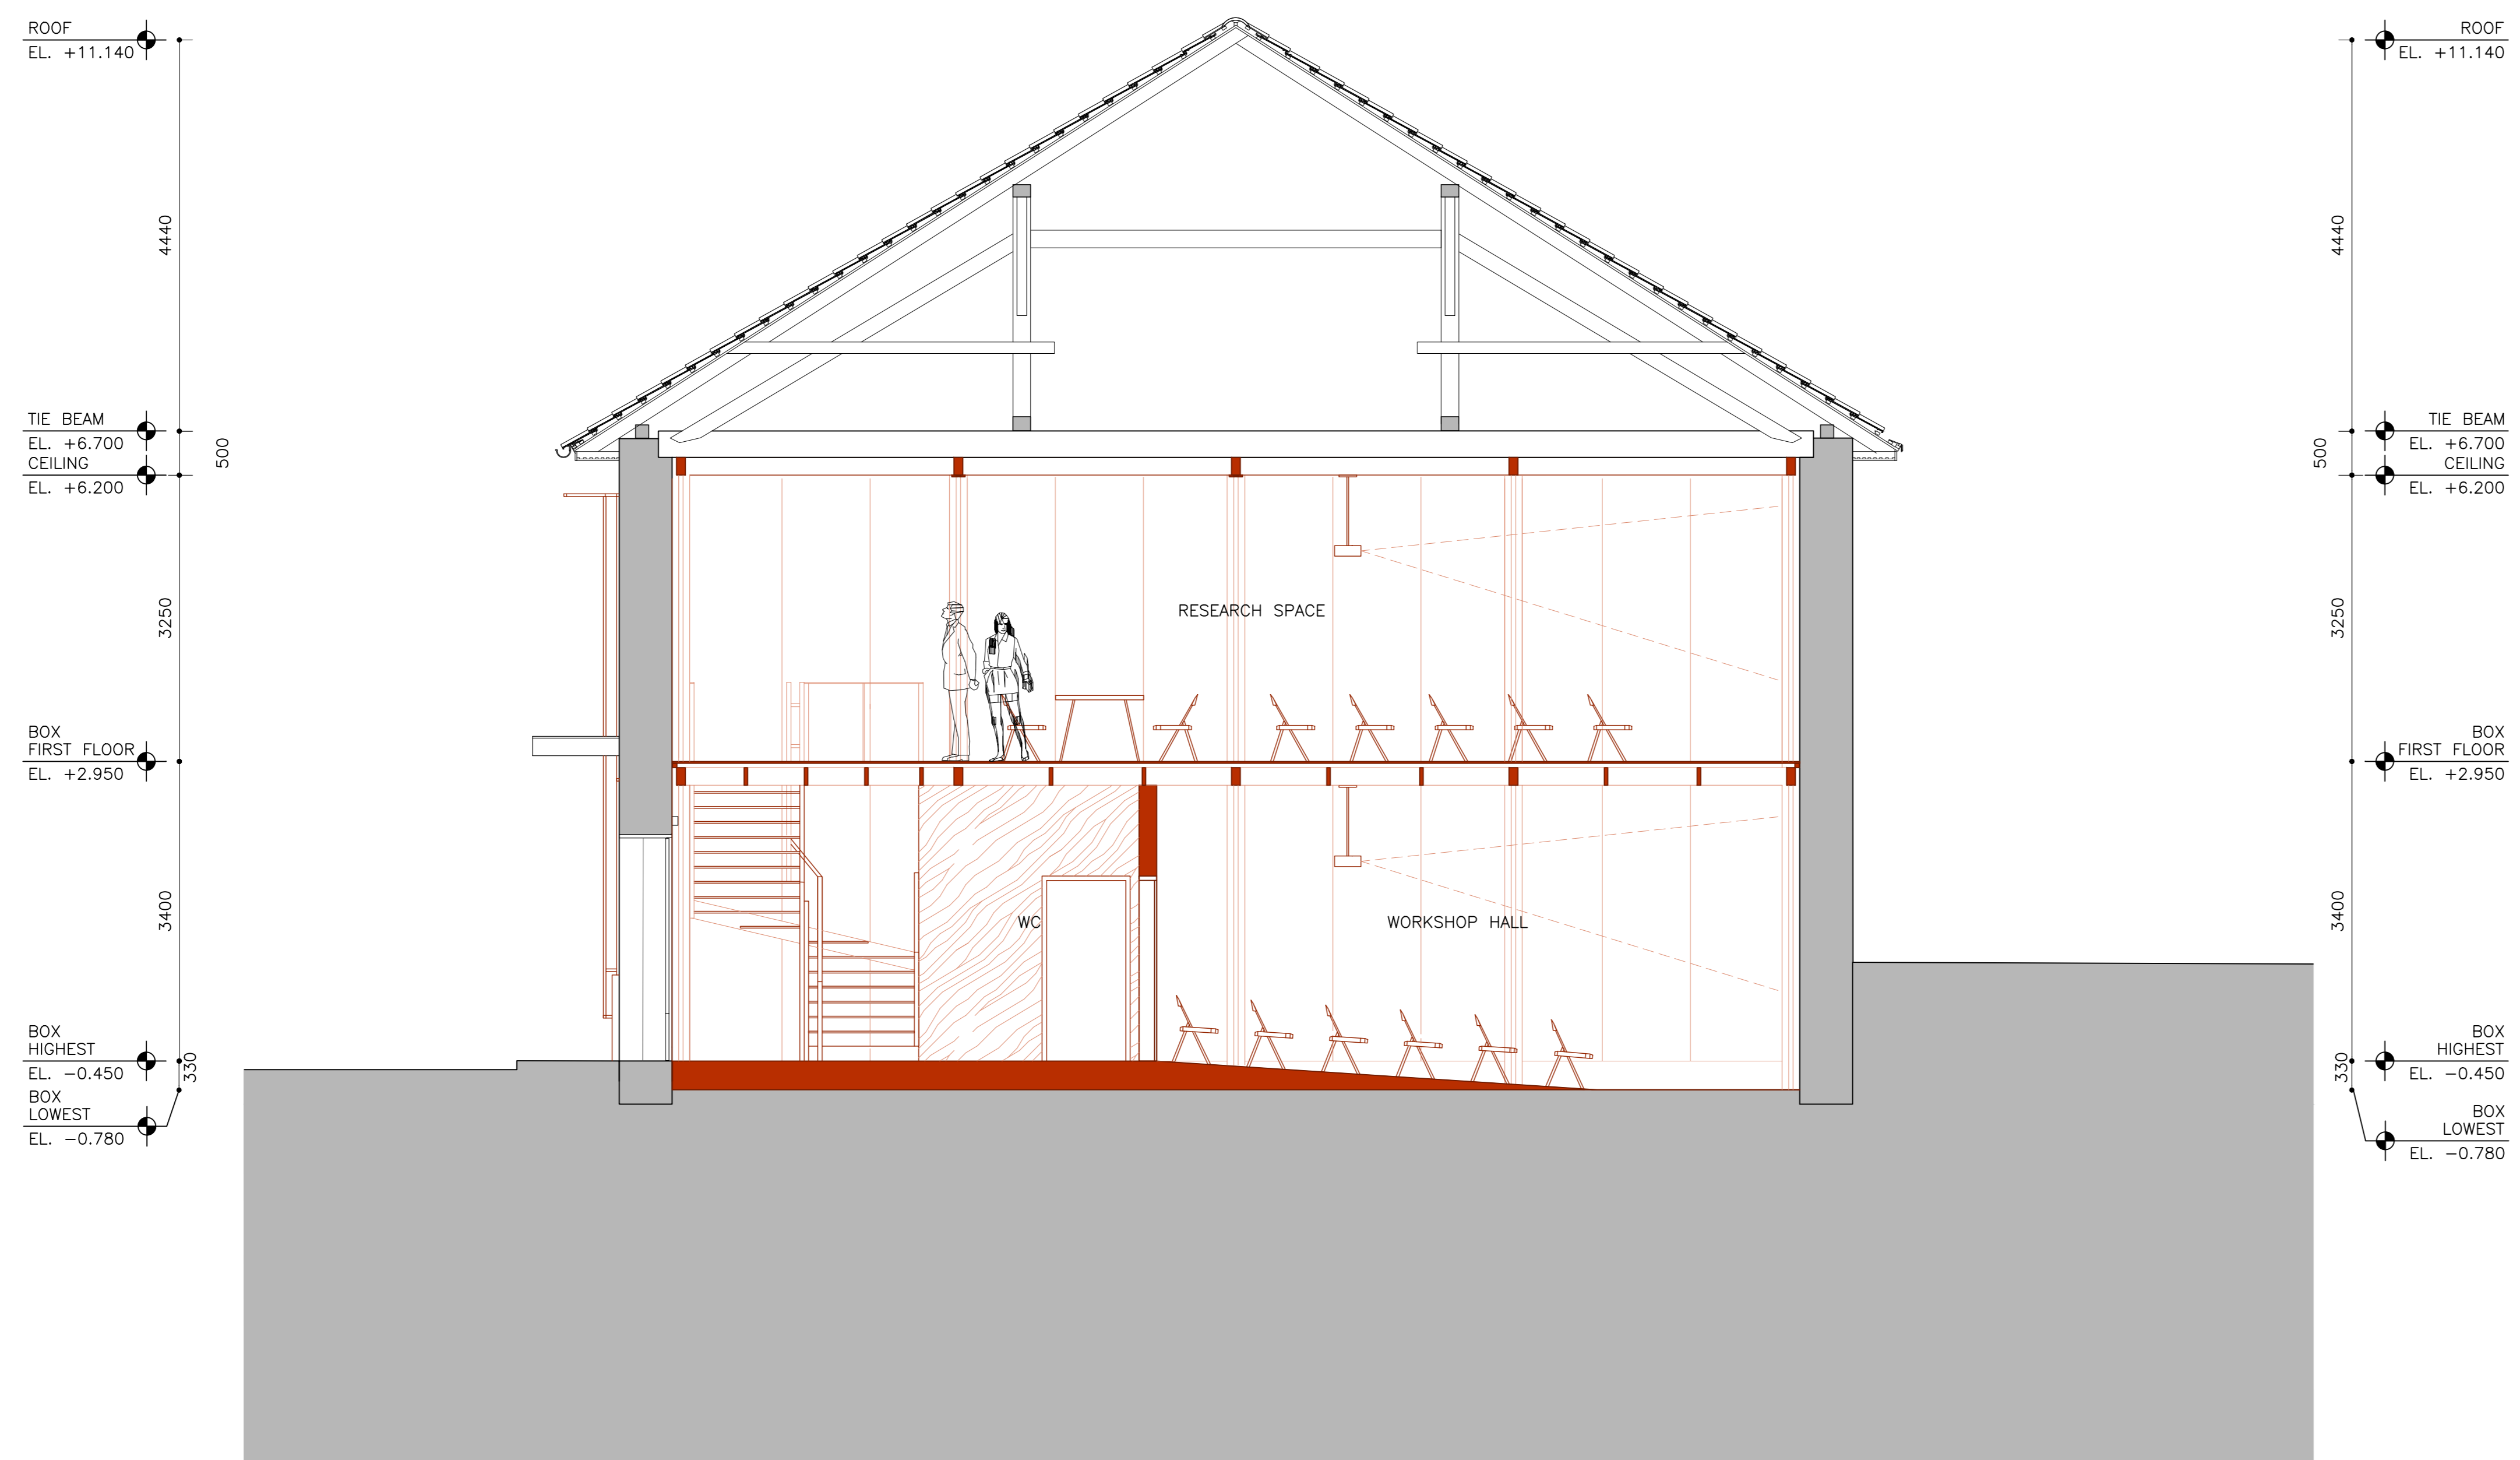 ROOF
EL. +11.140
4440
TIE BEAM
EL. +6.700
500
CEILING
EL. +6.200
3250
BOX
FIRST FLOOR
EL. +2.950
3400
BOX
HIGHEST
EL. −0.450
330
BOX
LOWEST
EL. −0.780
RESEARCH SPACE
WC
WORKSHOP HALL
ROOF
EL. +11.140
4440
TIE BEAM
EL. +6.700
500
CEILING
EL. +6.200
3250
BOX
FIRST FLOOR
EL. +2.950
3400
BOX
HIGHEST
EL. −0.450
330
BOX
LOWEST
EL. −0.780